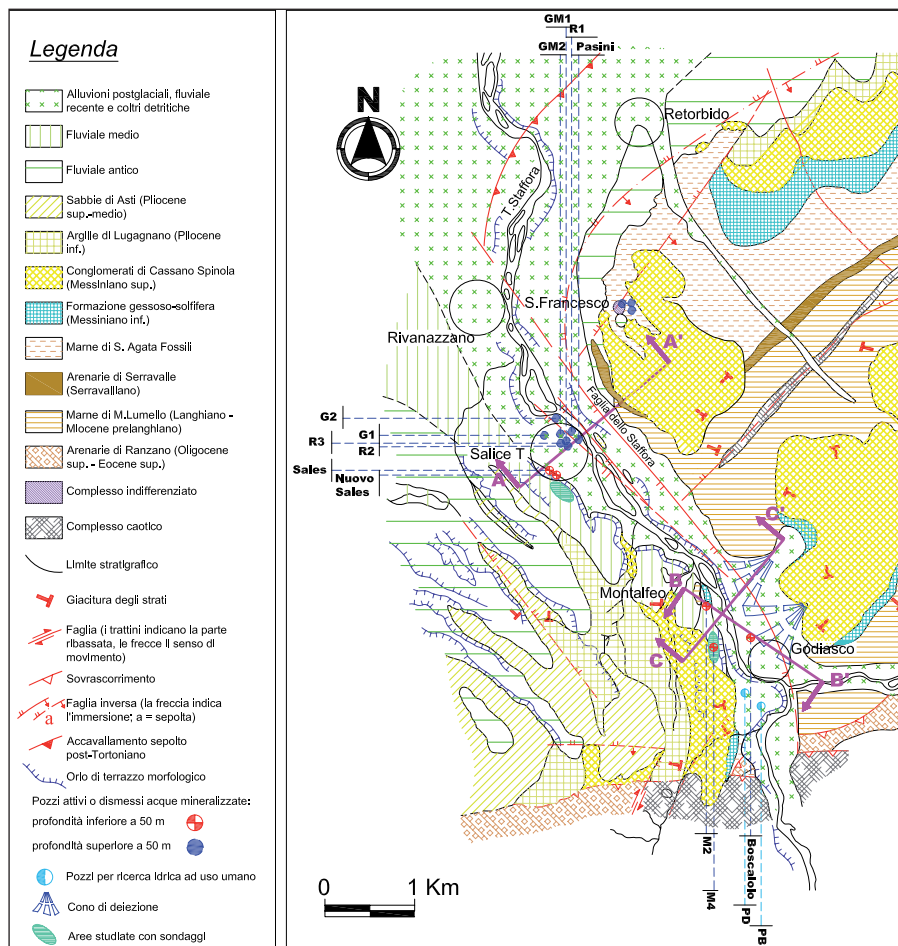 Legenda
Alluvioni postglaciali, fluviale
recente e coltri detritiche
Fluviale medio
Fluviale antico
Sabbie di Asti (Pliocene
sup.-medio)
Argille di Lugagnano (Pliocene
inf.)
Conglomerati di Cassano Spinola
(Messiniano sup.)
Formazione gessoso-solfifera
(Messiniano inf.)
Marne di S. Agata Fossili
Arenarie di Serravalle
(Serravalliano)
Marne di M.Lumello (Langhiano -
Miocene prelanghiano)
Arenarie di Ranzano (Oligocene
sup. - Eocene sup.)
Complesso indifferenziato
Complesso caotico
Limite stratigrafico
Giacitura degli strati
Faglia (i trattini indicano la parte
ribassata, le frecce il senso di
movimento)
Sovrascorrimento
Faglia inversa (la freccia indica
l'immersione; a = sepolta)
a
Accavallamento sepolto
post-Tortoniano
Orlo di terrazzo morfologico
Pozzi attivi o dismessi acque mineralizzate:
profondità inferiore a 50 m
profondità superiore a 50 m
Pozzi per ricerca idrica ad uso umano
Cono di deiezione
Aree studiate con sondaggi
GM1
R1
GM2
Pasini
N
Retorbido
T.Staffora
S.Francesco
Rivanazzano
A'
Faglia dello Staffora
G2
G1
R3
R2
Salice T.
Sales
A
Nuovo
Sales
C'
B
Montalfeo
Godiasco
C
B'
0
1 Km
M2
Boscaiolo
M4
PD
PB